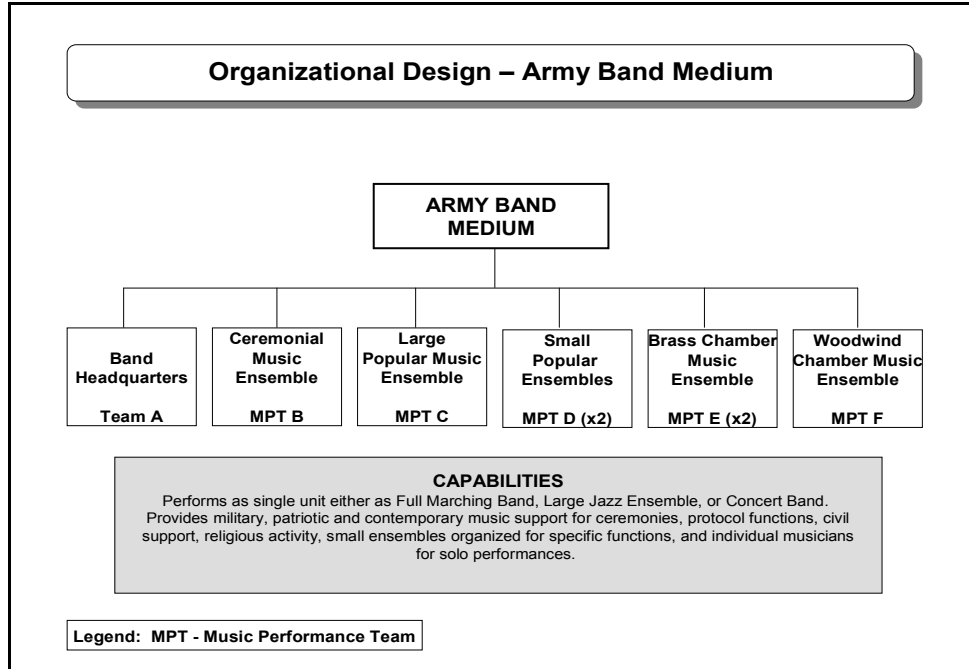 Organizational Design – Army Band Medium
ARMY BAND
MEDIUM
Band
Headquarters
Team A
Ceremonial
Music
Ensemble
MPT B
Large
Popular Music
Ensemble
MPT C
Small
Popular
Ensembles
MPT D (x2)
Brass Chamber
Music
Ensemble
MPT E (x2)
Woodwind
Chamber Music
Ensemble
MPT F
CAPABILITIES
Performs as single unit either as Full Marching Band, Large Jazz Ensemble, or Concert Band.
Provides military, patriotic and contemporary music support for ceremonies, protocol functions, civil
support, religious activity, small ensembles organized for specific functions, and individual musicians
for solo performances.
Legend: MPT - Music Performance Team